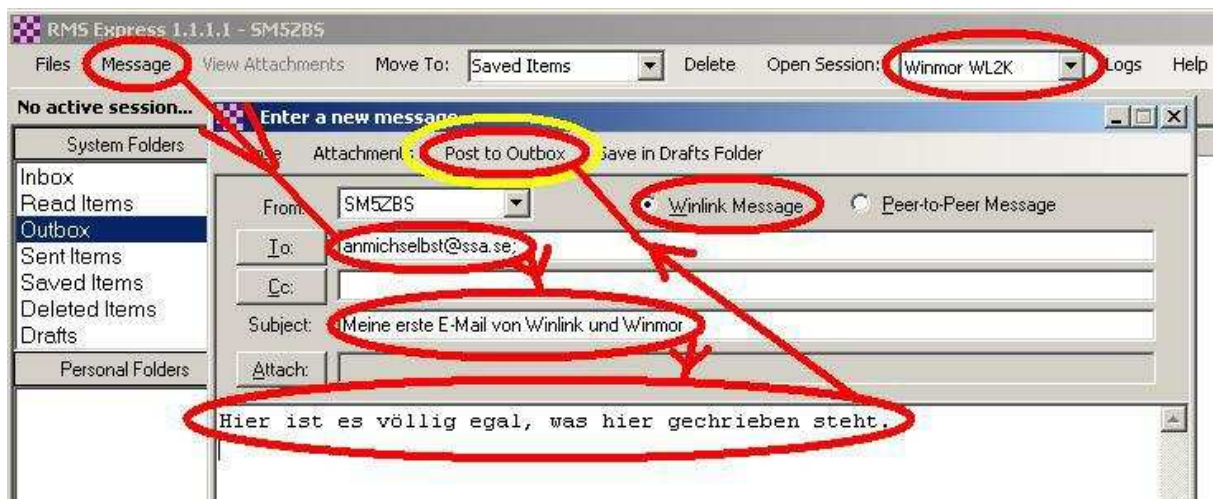 RMS Express 1.1.1.1 - SM5ZBS
Files Message View Attachments Move To: Saved Items Delete Open Session: Winmor WL2K Logs Help
No active session...
System Folders
Inbox
Read Items
Outbox
Sent Items
Saved Items
Deleted Items
Drafts
Personal Folders
Enter a new message
Attachments Post to Outbox Save in Drafts Folder
From: SM5ZBS Winlink Message Peer-to-Peer Message
To: anmichselbst@ssa.se;
Cc:
Subject: Meine erste E-Mail von Winlink und Winmor
Attach:
Hier ist es völlig egal, was hier gechrieben steht.